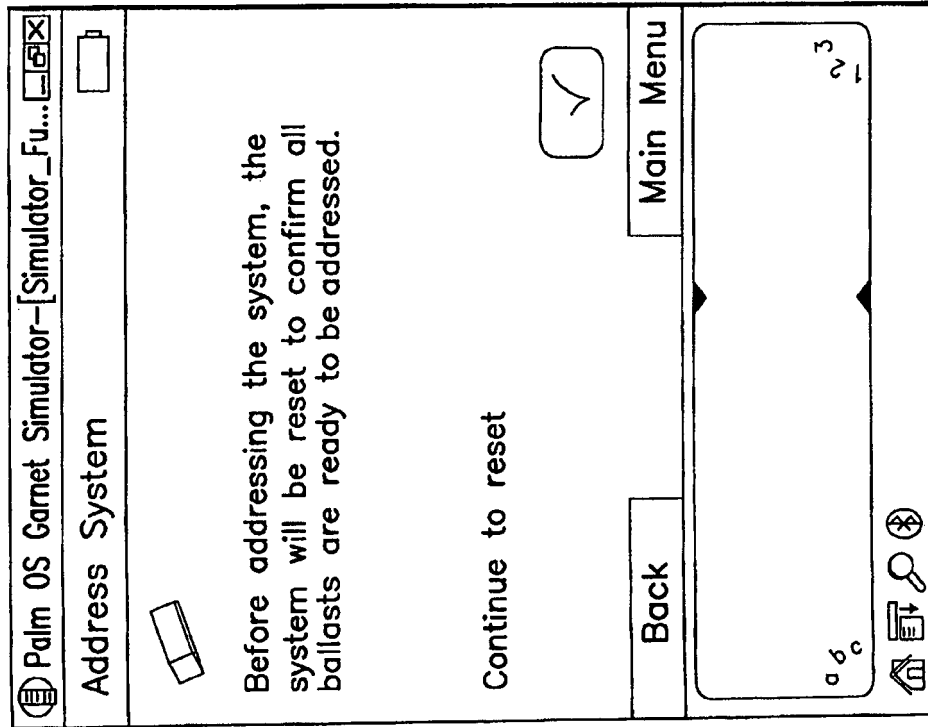 Palm OS Garnet Simulator-[Simulator_Fu...
Address System
Before addressing the system, the
system will be reset to confirm all
ballasts are ready to be addressed.
Continue to reset
Back
Main Menu
a b c
1 2 3